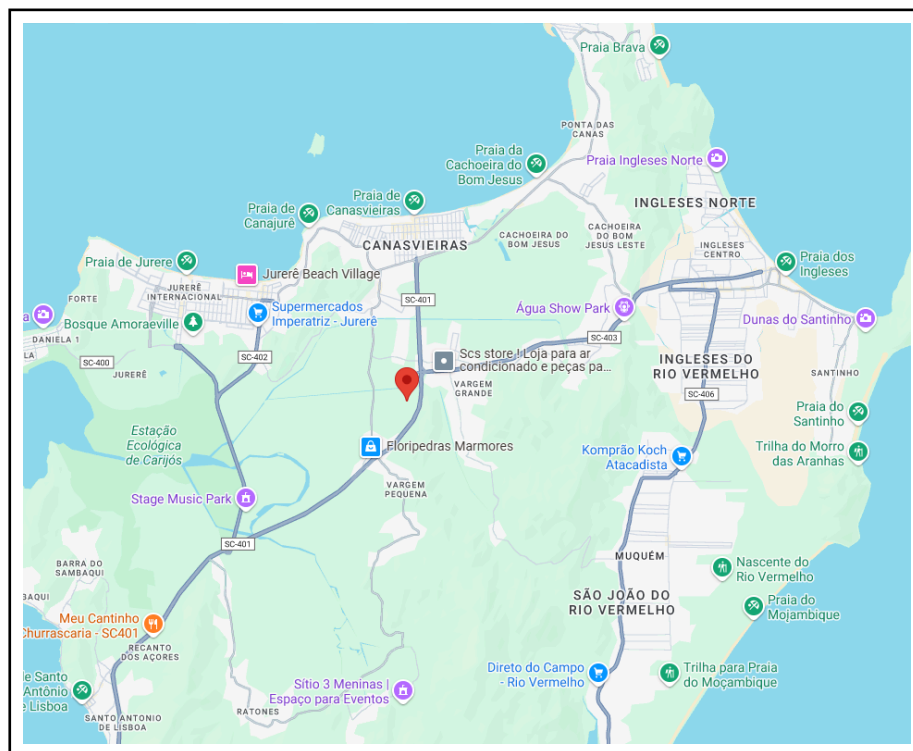 Praia Brava
PONTA DAS
CANAS
Praia da
Cachoeira do
Bom Jesus
Praia Ingleses Norte
Praia de
Canasvieiras
INGLESES NORTE
Praia de
Canajurê
CANASVIEIRAS
CACHOEIRA DO
BOM JESUS
CACHOEIRA
DO BOM
JESUS LESTE
INGLESES
CENTRO
Praia dos
Ingleses
Praia de Jurere
Jurerê Beach Village
JURERÊ
INTERNACIONAL
FORTE
SC-401
Água Show Park
Dunas do Santinho
Supermercados
Imperatriz - Jurerê
Bosque Amoraeville
a
DANIELA 1
LA
SC-403
SC-402
SC-400
JURERÊ
Scs store ! Loja para ar
condicionado e peças pa...
VARGEM
GRANDE
INGLESES DO
RIO VERMELHO
SANTINHO
SC-406
Praia do
Santinho
Estação
Ecológica
de Carijós
Floripedras Marmores
Komprão Koch
Atacadista
Trilha do Morro
das Aranhas
VARGEM
PEQUENA
Stage Music Park
SC-401
MUQUÉM
BARRA DO
SAMBAQUI
Nascente do
Rio Vermelho
BAQUI
SÃO JOÃO DO
RIO VERMELHO
Praia do
Moçambique
Meu Cantinho
Churrascaria - SC401
RECANTO
DOS AÇORES
Direto do Campo
- Rio Vermelho
Trilha para Praia
do Moçambique
Sítio 3 Meninas |
Espaço para Eventos
de Santo
Antônio
de Lisboa
RATONES
SANTO ANTONIO
DE LISBOA